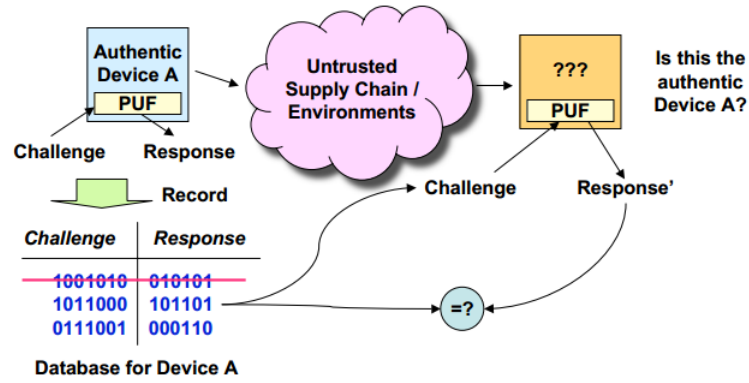 Authentic
Device A
PUF
Challenge
Response
Record
Untrusted
Supply Chain /
Environments
???
PUF
Is this the
authentic
Device A?
Challenge
Response’
Challenge Response
1001010 010101
1011000 101101
0111001 000110
=?
Database for Device A